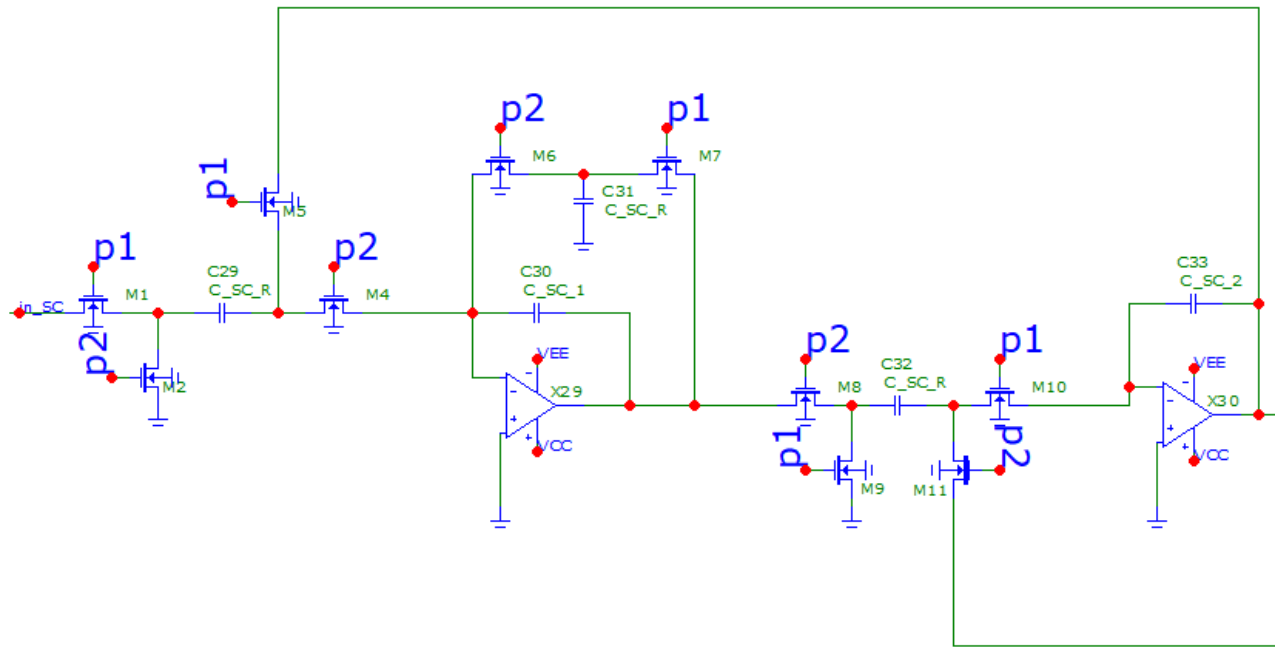 p2
p1
M6
M7
C31
C_SC_R
p1
M5
p1
p2
C29
C_SC_R
C30
C_SC_1
C33
C_SC_2
M1
M4
in_SC
p2
M2
VEE
X29
VCC
p2
C32
C_SC_R
p1
M8
M10
VEE
X30
VCC
p1
M9
M11
p2